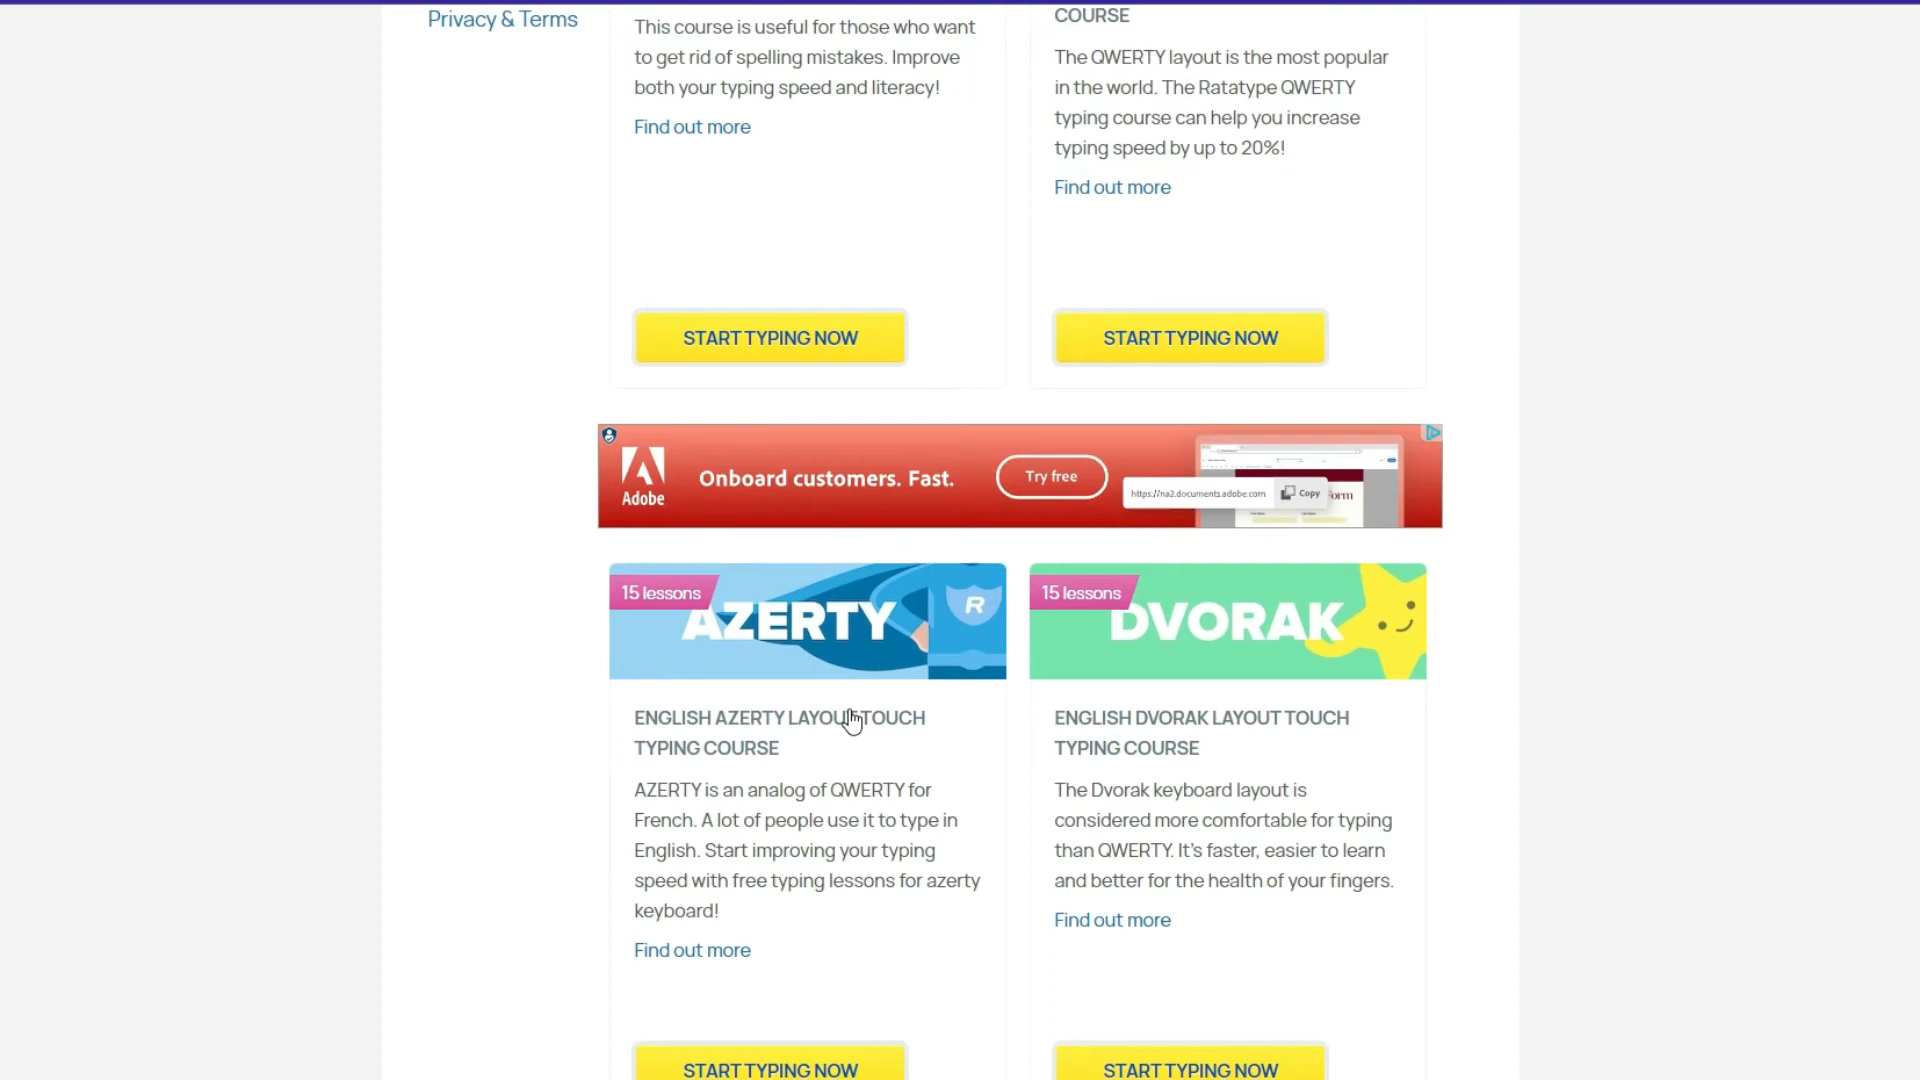 Privacy & Terms
This course is useful for those who want
to get rid of spelling mistakes. Improve
both your typing speed and literacy!
Find out more
START TYPING NOW
COURSE
The QWERTY layout is the most popular
in the world. The Ratatype QWERTY
typing course can help you increase
typing speed by up to 20%!
Find out more
START TYPING NOW
Adobe
Onboard customers. Fast.
Try free
https://na2.documents.adobe.com
Copy
orm
15 lessons
AZERTY
R
ENGLISH AZERTY LAYOUT TOUCH
TYPING COURSE
AZERTY is an analog of QWERTY for
French. A lot of people use it to type in
English. Start improving your typing
speed with free typing lessons for azerty
keyboard!
Find out more
START TYPING NOW
15 lessons
DVORAK
ENGLISH DVORAK LAYOUT TOUCH
TYPING COURSE
The Dvorak keyboard layout is
considered more comfortable for typing
than QWERTY. It's faster, easier to learn
and better for the health of your fingers.
Find out more
START TYPING NOW